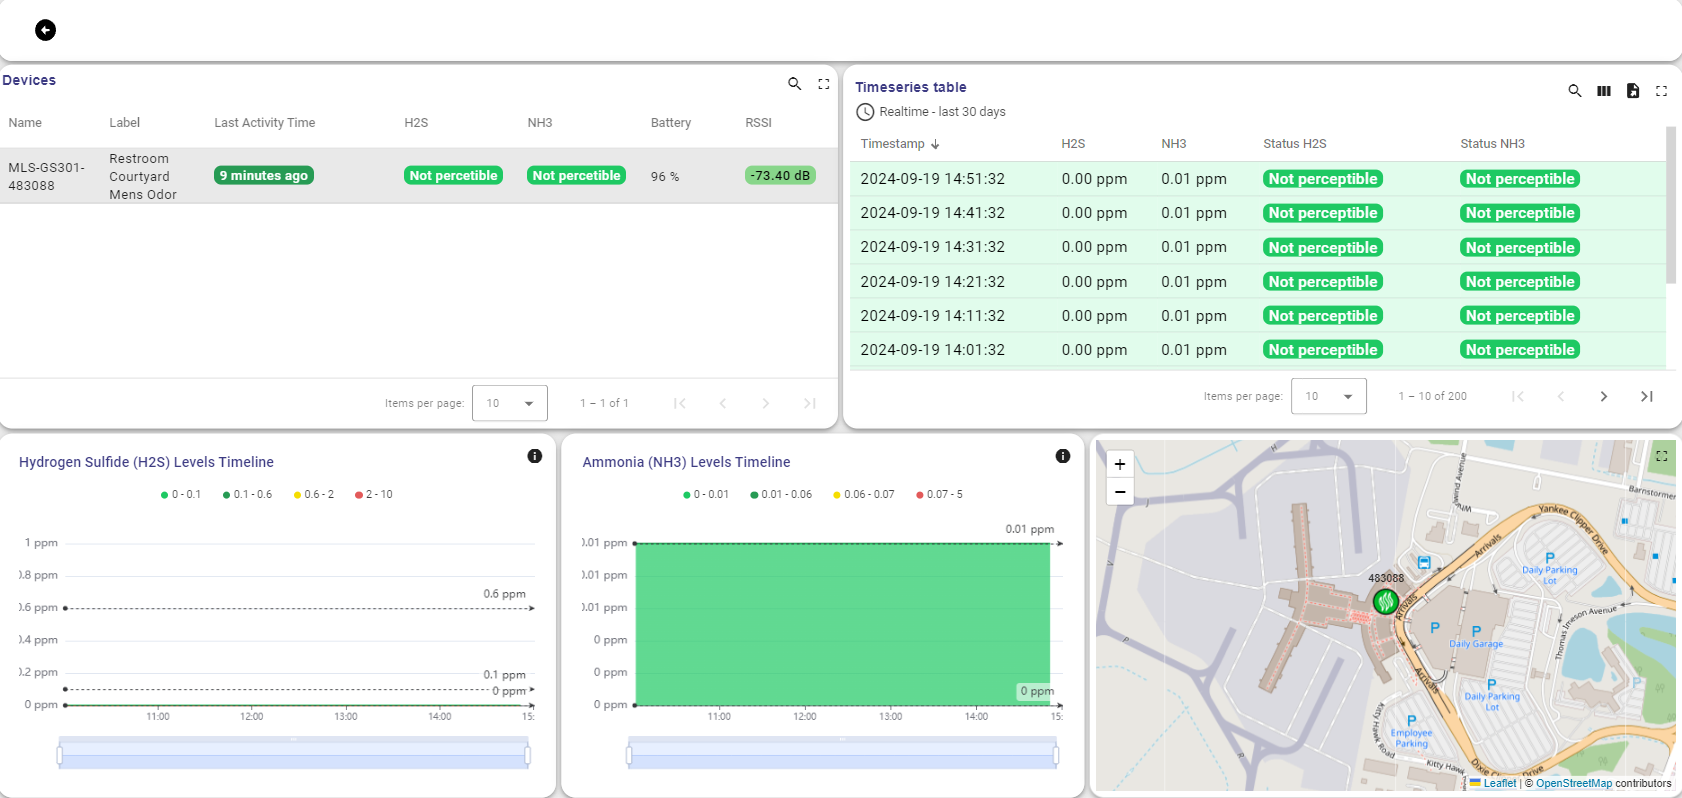 Devices
Name Label Last Activity Time H2S NH3 Battery RSSI
MLS-GS301-483088 Restroom Courtyard Mens Odor 9 minutes ago Not percetible Not percetible 96 % -73.40 dB
Items per page: 10 1 – 1 of 1
Timeseries table
Realtime - last 30 days
Timestamp H2S NH3 Status H2S Status NH3
2024-09-19 14:51:32 0.00 ppm 0.01 ppm Not perceptible Not perceptible
2024-09-19 14:41:32 0.00 ppm 0.01 ppm Not perceptible Not perceptible
2024-09-19 14:31:32 0.00 ppm 0.01 ppm Not perceptible Not perceptible
2024-09-19 14:21:32 0.00 ppm 0.01 ppm Not perceptible Not perceptible
2024-09-19 14:11:32 0.00 ppm 0.01 ppm Not perceptible Not perceptible
2024-09-19 14:01:32 0.00 ppm 0.01 ppm Not perceptible Not perceptible
Items per page: 10 1 – 10 of 200
Hydrogen Sulfide (H2S) Levels Timeline
0 - 0.1 0.1 - 0.6 0.6 - 2 2 - 10
1 ppm
).8 ppm
0.6 ppm
).6 ppm
).4 ppm
).2 ppm
0.1 ppm
0 ppm
0 ppm
11:00 12:00 13:00 14:00 15:
Ammonia (NH3) Levels Timeline
0 - 0.01 0.01 - 0.06 0.06 - 0.07 0.07 - 5
0.01 ppm
).01 ppm
).01 ppm
).01 ppm
0 ppm
0 ppm
0 ppm
0 ppm
11:00 12:00 13:00 14:00 15:
+
−
Barnstormer
Yankee Clipper Drive
Arrivals
P
Daily Parking
Lot
483088
Arrivals
Thomas Imeson Avenue
P
P
Daily Garage
Arrivals
P
Daily Parking
Lot
P
P
Employee
Parking
Kitty Hawk Road
Kitty Haw
Leaflet | © OpenStreetMap contributors